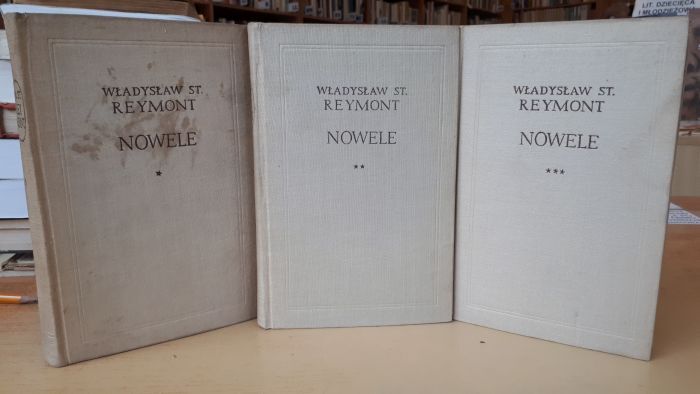 WŁADYSŁAW ST.
REYMONT
NOWELE
*
WŁADYSŁAW ST.
REYMONT
NOWELE
**
WŁADYSŁAW ST.
REYMONT
NOWELE
***
LIT. DZIECIĘCA
I MŁODZIEŻOWA